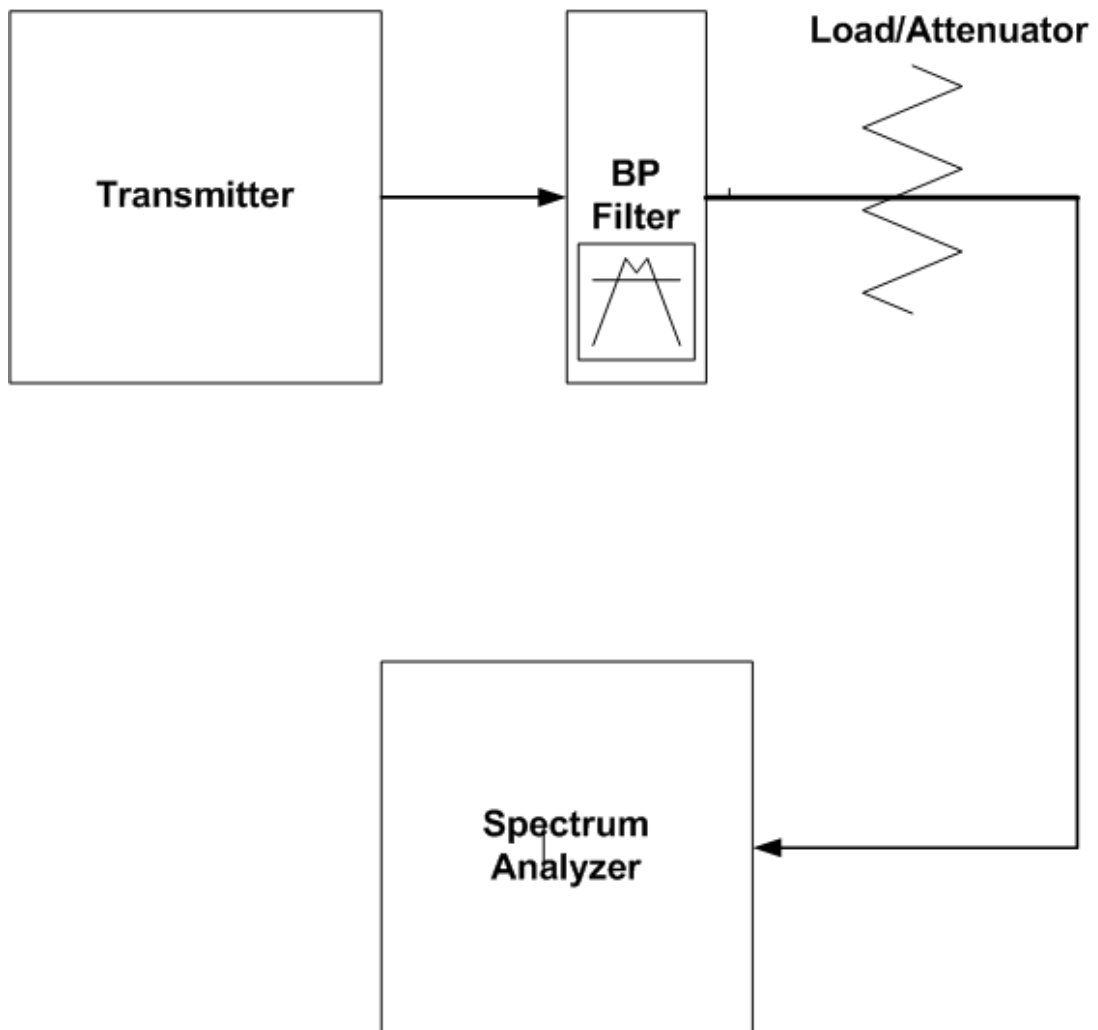 Load/Attenuator
Transmitter
BP
Filter
Spectrum
Analyzer